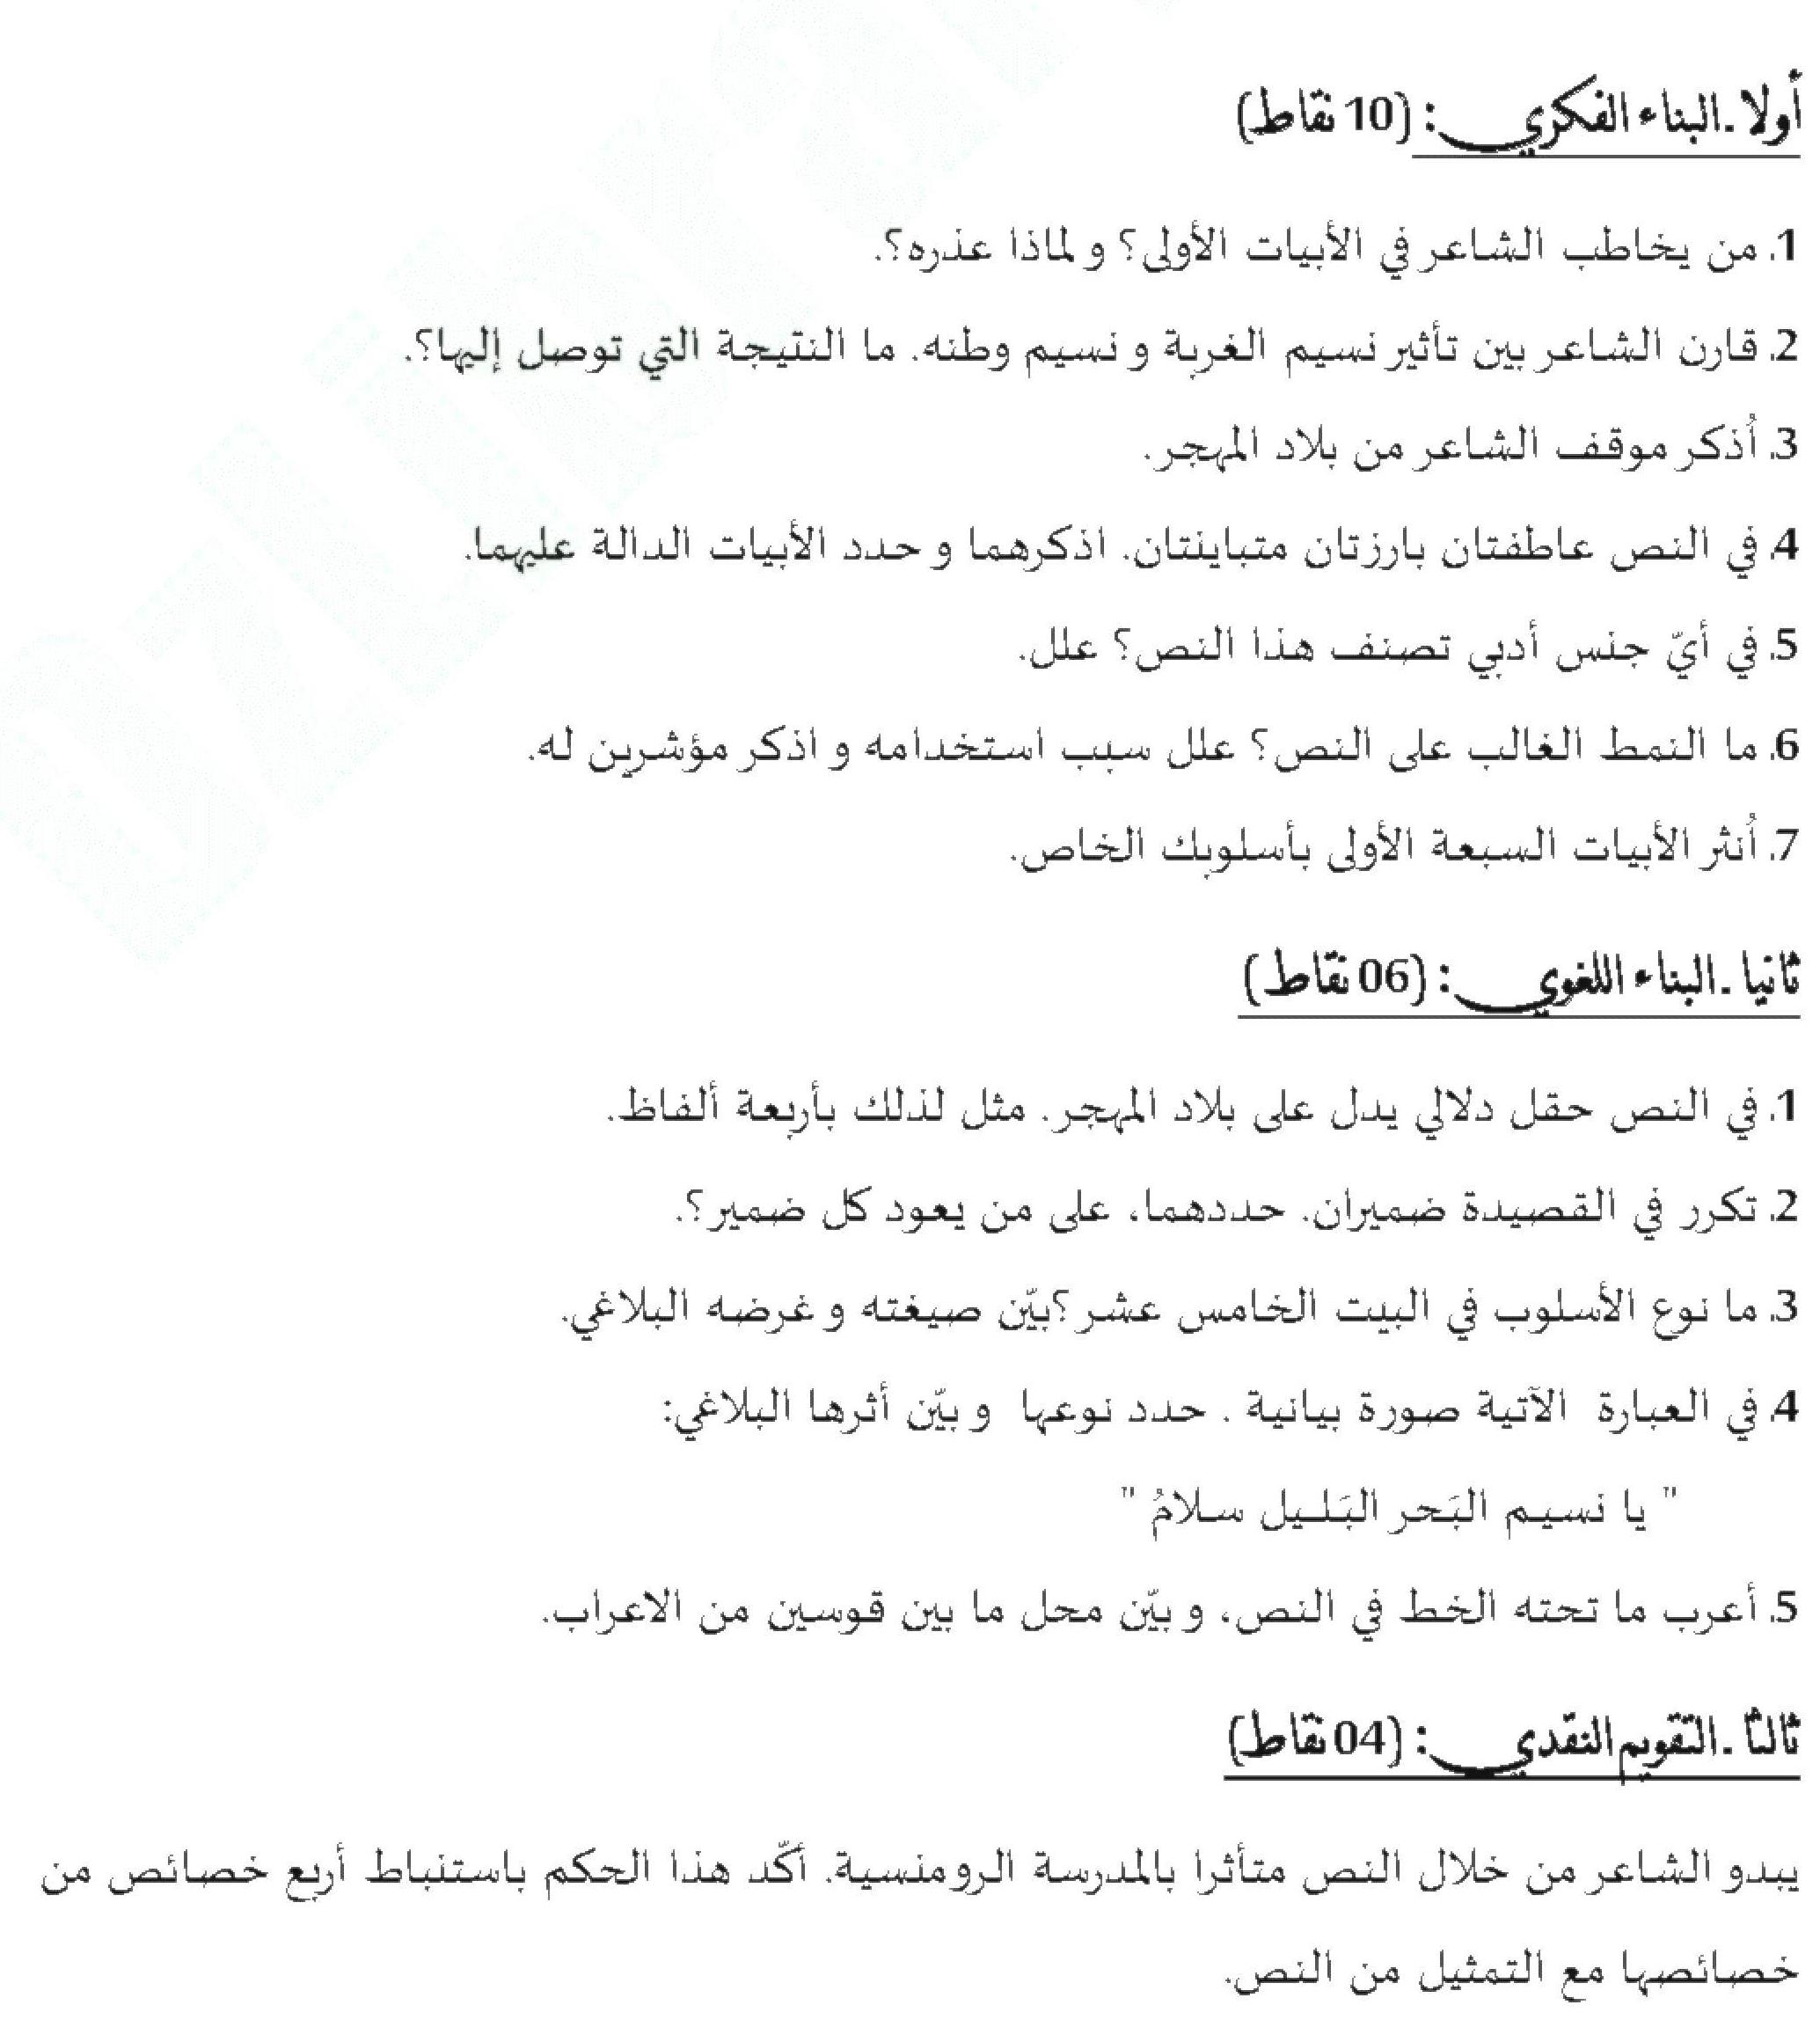 أولا ـ البناء الفكري : (10 نقاط)
1. من يخاطب الشاعر في الأبيات الأولى؟ و لماذا عذره؟.
2. قارن الشاعر بين تأثير نسيم الغربة و نسيم وطنه. ما النتيجة التي توصل إليها؟.
3. أُذكر موقف الشاعر من بلاد المهجر.
4. في النص عاطفتان بارزتان متباينتان. اذكرهما و حدد الأبيات الدالة عليهما.
5. في أيّ جنس أدبي تصنف هذا النص؟ علل.
6. ما النمط الغالب على النص؟ علل سبب استخدامه و اذكر مؤشرين له.
7. أُنثر الأبيات السبعة الأولى بأسلوبك الخاص.
ثانيا ـ البناء اللغوي : (06 نقاط)
1. في النص حقل دلالي يدل على بلاد المهجر. مثل لذلك بأربعة ألفاظ.
2. تكرر في القصيدة ضميران. حددهما، على من يعود كل ضمير؟.
3. ما نوع الأسلوب في البيت الخامس عشر؟ بيّن صيغته و غرضه البلاغي.
4. في العبارة الآتية صورة بيانية . حدد نوعها و بيّن أثرها البلاغي:
" يا نسيم البَحر البَليل سلامُ "
5. أعرب ما تحته الخط في النص، و بيّن محل ما بين قوسين من الاعراب.
ثالثا ـ التقويم النقدي : (04 نقاط)
يبدو الشاعر من خلال النص متأثرا بالمدرسة الرومنسية. أكّد هذا الحكم باستنباط أربع خصائص من
خصائصها مع التمثيل من النص.